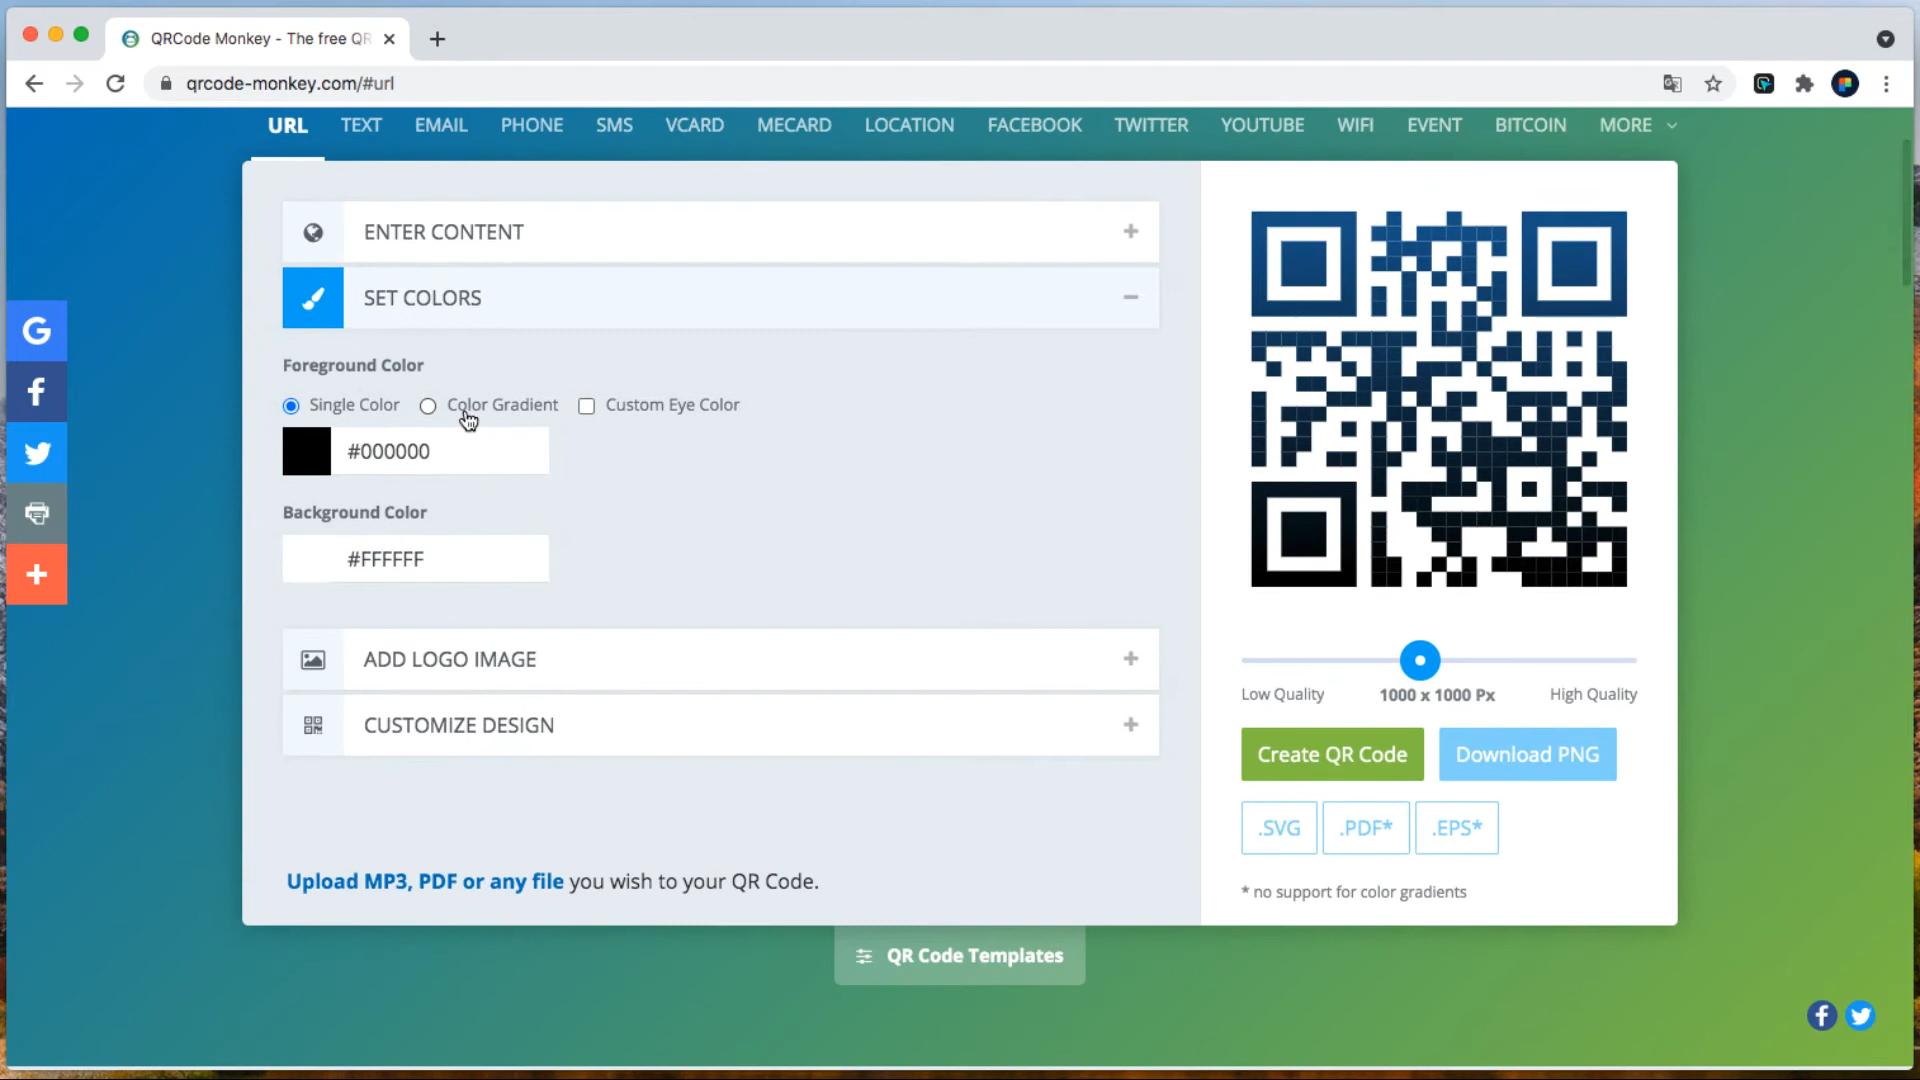 QRCode Monkey - The free QR
qrcode-monkey.com/#url
URL TEXT EMAIL PHONE SMS VCARD MECARD LOCATION FACEBOOK TWITTER YOUTUBE WIFI EVENT BITCOIN MORE
ENTER CONTENT
SET COLORS
Foreground Color
Single Color Color Gradient Custom Eye Color
#000000
Background Color
#FFFFFF
ADD LOGO IMAGE
CUSTOMIZE DESIGN
Upload MP3, PDF or any file you wish to your QR Code.
Low Quality 1000 x 1000 Px High Quality
Create QR Code Download PNG
.SVG .PDF* .EPS*
* no support for color gradients
QR Code Templates